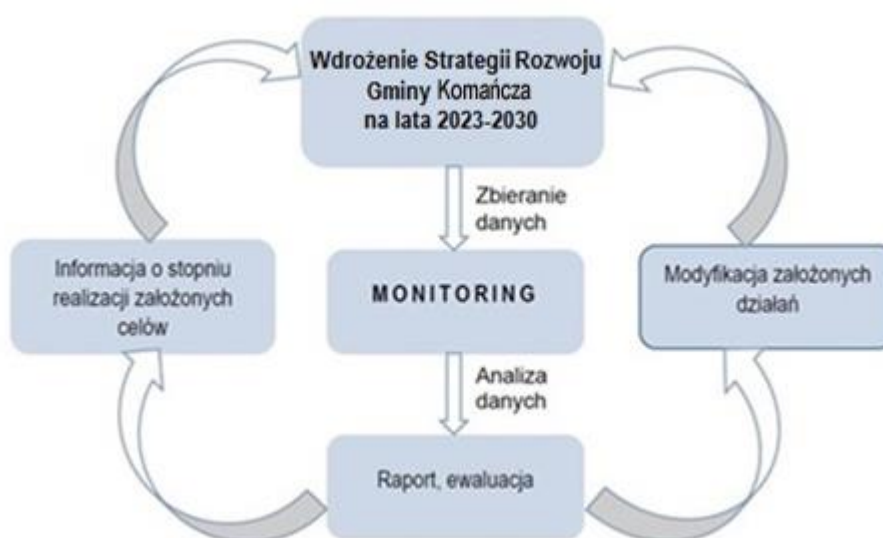 Wdrożenie Strategii Rozwoju
Gminy Komańcza
na lata 2023-2030
Zbieranie
danych
Informacja o stopniu
realizacji założonych
celów
MONITORING
Modyfikacja założonych
działań
Analiza
danych
Raport, ewaluacja